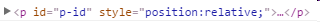 ▶<p id="p-id" style="position:relative;">…</p>